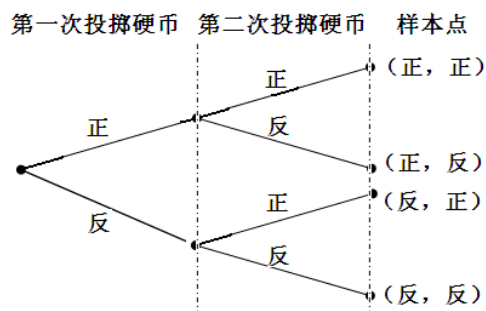 第一次投掷硬币 第二次投掷硬币 样本点
正 (正，正)
正
反 (正，反)
正 (反，正)
反
反 (反，反)